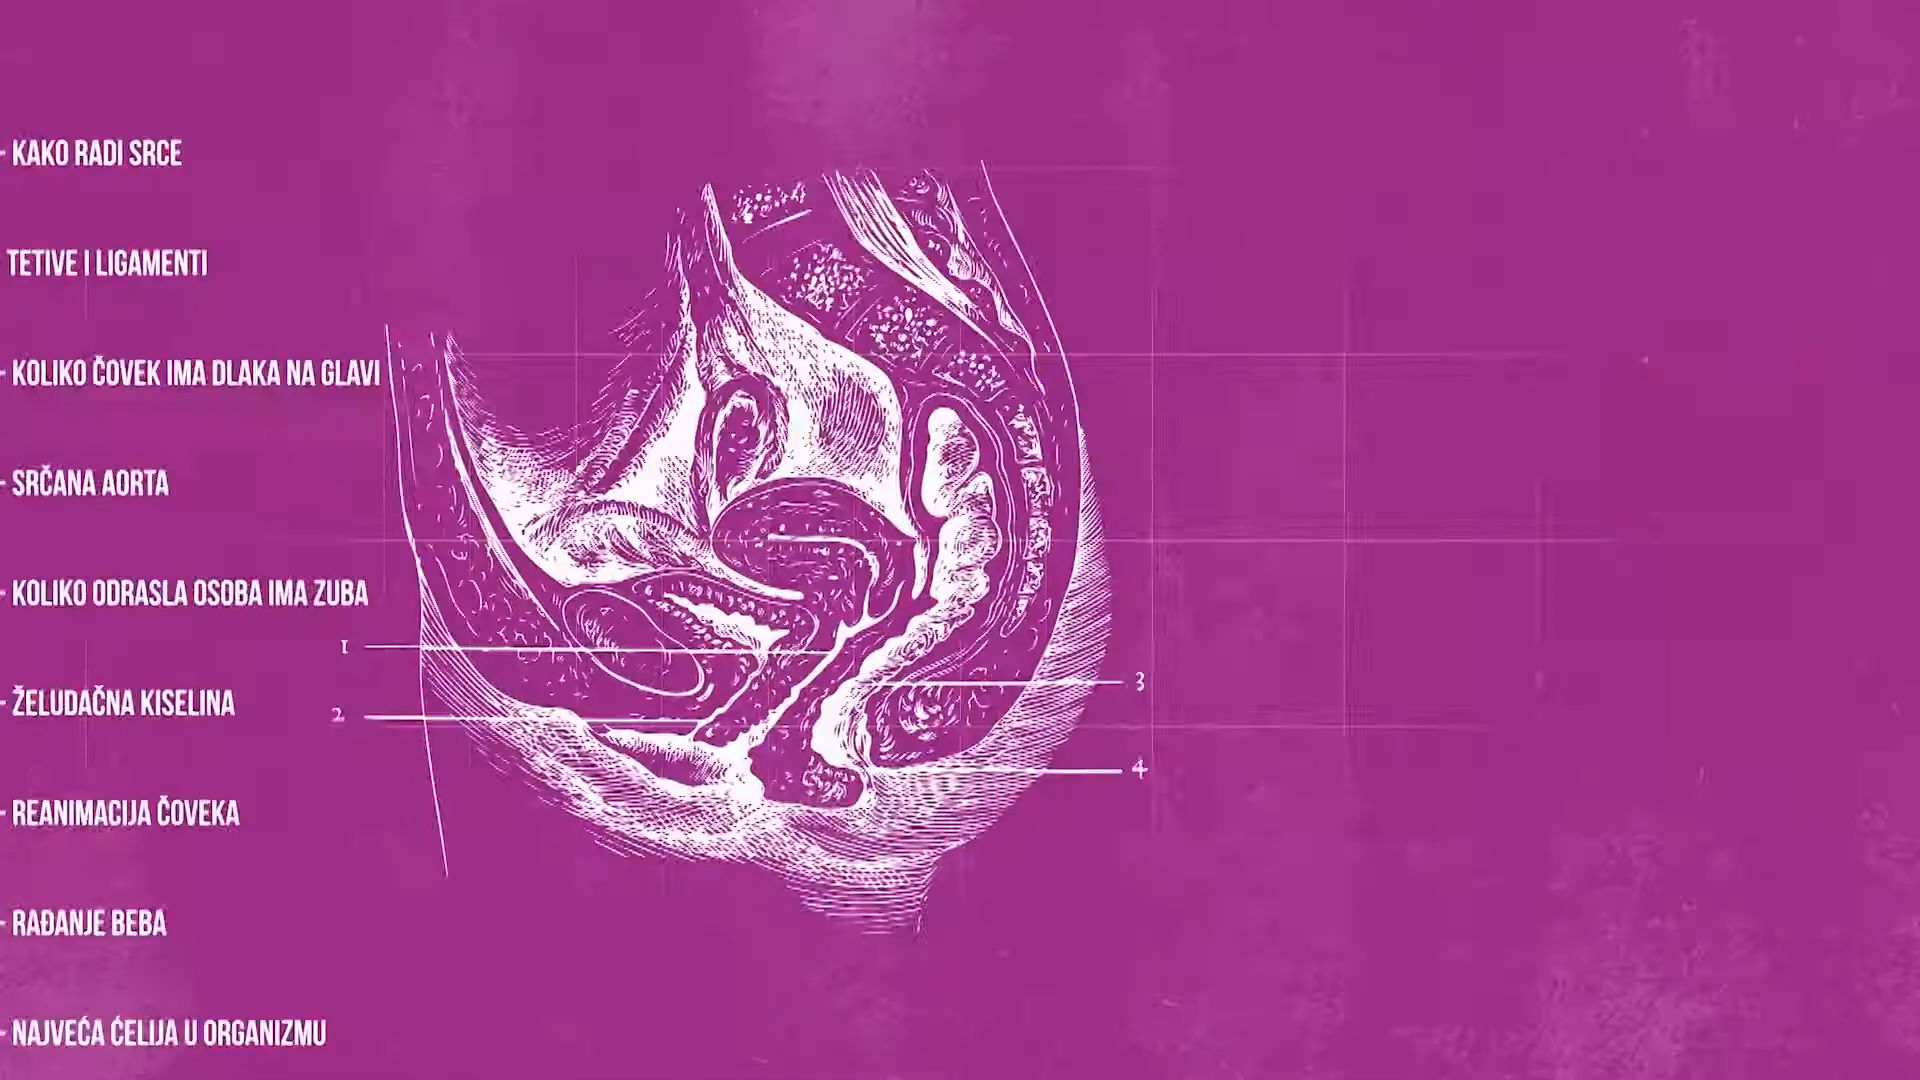 - KAKO RADI SRCE
TETIVE I LIGAMENTI
- KOLIKO ČOVEK IMA DLAKA NA GLAVI
- SRČANA AORTA
- KOLIKO ODRASLA OSOBA IMA ZUBA
1
- ŽELUDAČNA KISELINA
2
3
4
- REANIMACIJA ČOVEKA
- RAĐANJE BEBA
- NAJVEĆA ĆELIJA U ORGANIZMU